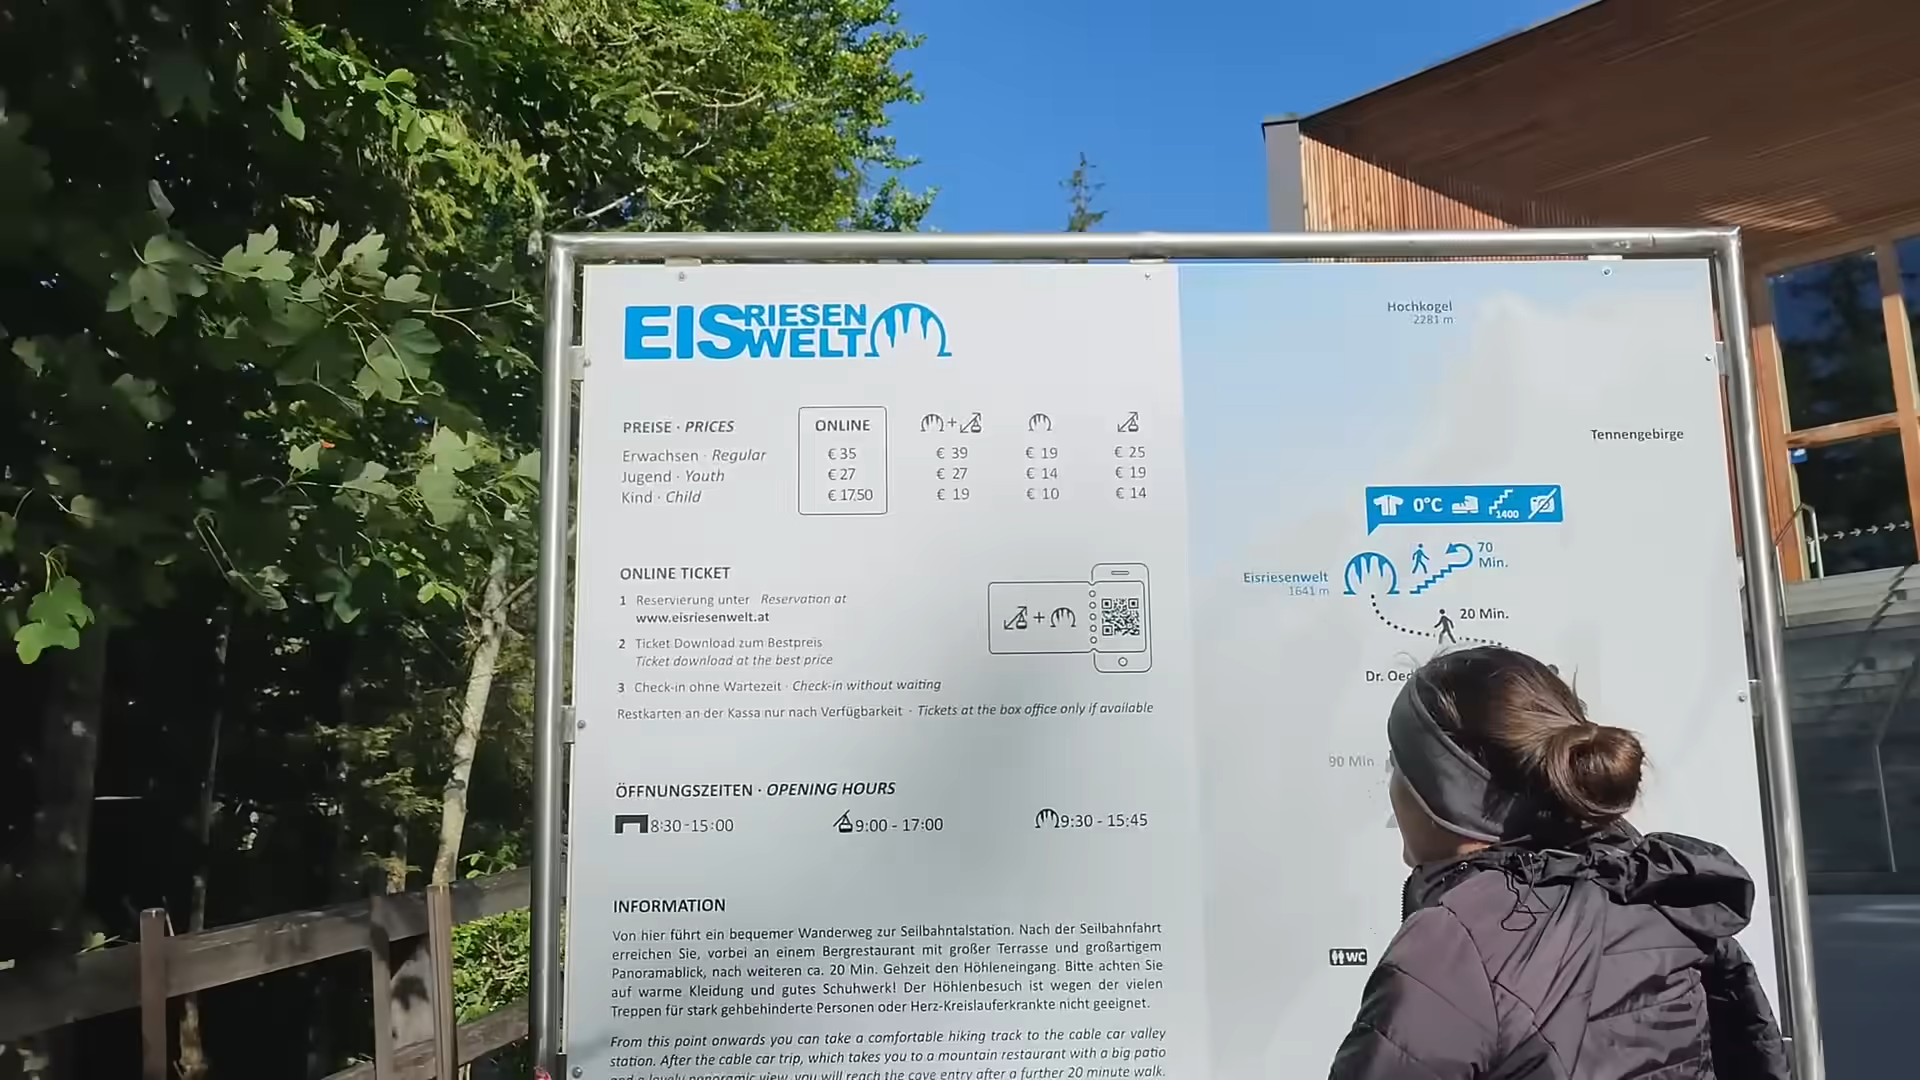 EISRIESENWELT
PREISE · PRICES
ONLINE
Erwachsen · Regular € 35 € 39 € 19 € 25
Jugend · Youth € 27 € 27 € 14 € 19
Kind · Child € 17,50 € 19 € 10 € 14
ONLINE TICKET
1 Reservierung unter Reservation at
www.eisriesenwelt.at
2 Ticket Download zum Bestpreis
Ticket download at the best price
3 Check-in ohne Wartezeit · Check-in without waiting
Restkarten an der Kassa nur nach Verfügbarkeit · Tickets at the box office only if available
ÖFFNUNGSZEITEN · OPENING HOURS
8:30-15:00 9:00 - 17:00 9:30 - 15:45
INFORMATION
Von hier führt ein bequemer Wanderweg zur Seilbahntalstation. Nach der Seilbahnfahrt
erreichen Sie, vorbei an einem Bergrestaurant mit großer Terrasse und großartigem
Panoramablick, nach weiteren ca. 20 Min. Gehzeit den Höhleneingang. Bitte achten Sie
auf warme Kleidung und gutes Schuhwerk! Der Höhlenbesuch ist wegen der vielen
Treppen für stark gehbehinderte Personen oder Herz-Kreislauferkrankte nicht geeignet.
From this point onwards you can take a comfortable hiking track to the cable car valley
station. After the cable car trip, which takes you to a mountain restaurant with a big patio
and a lovely panoramic view, you will reach the cave entry after a further 20 minute walk.
Hochkogel
2281 m
Tennengebirge
0°C
1400
70
Min.
Eisriesenwelt
1641 m
20 Min.
Dr.
90 Min
WC